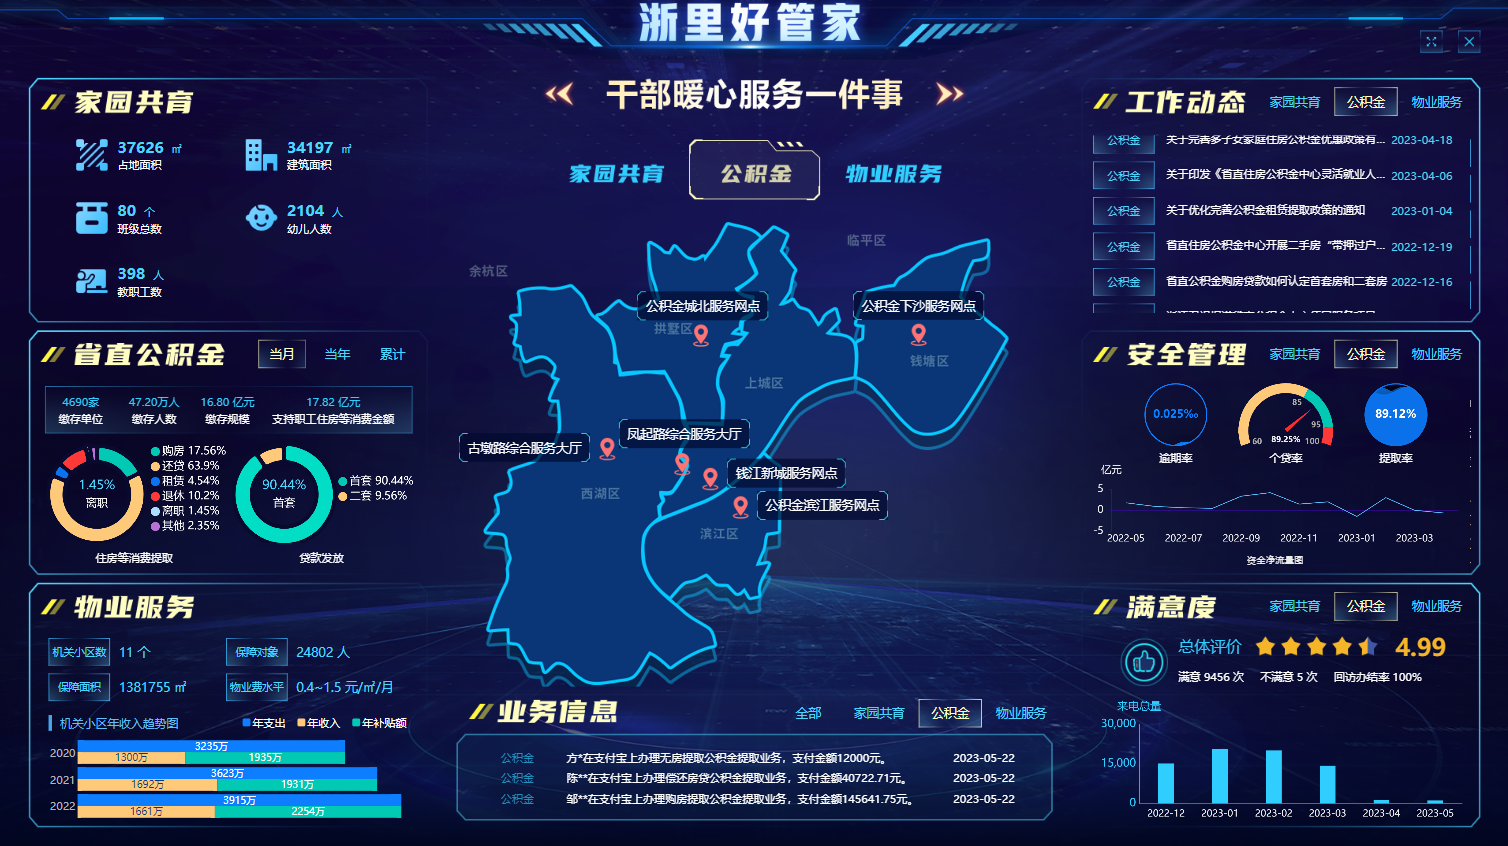 浙里好管家
干部暖心服务一件事
家园共育
公积金
物业服务
家园共育
37626 ㎡
占地面积
34197 ㎡
建筑面积
80 个
班级总数
2104 人
幼儿人数
398 人
教职工数
省直公积金
当月
当年
累计
4690家
缴存单位
47.20万人
缴存人数
16.80 亿元
缴存规模
17.82 亿元
支持职工住房等消费金额
1.45%
离职
购房 17.56%
还贷 63.9%
租赁 4.54%
退休 10.2%
离职 1.45%
其他 2.35%
住房等消费提取
90.44%
首套
首套 90.44%
二套 9.56%
贷款发放
物业服务
机关小区数 11 个
保障对象 24802 人
保障面积 1381755 ㎡
物业费水平 0.4~1.5 元/㎡/月
机关小区年收入趋势图
年支出 年收入 年补贴额
2020
3235万
1300万
1935万
2021
3623万
1692万
1931万
2022
3915万
1661万
2254万
余杭区
临平区
拱墅区
上城区
钱塘区
西湖区
滨江区
公积金城北服务网点
公积金下沙服务网点
古墩路综合服务大厅
凤起路综合服务大厅
钱江新城服务网点
公积金滨江服务网点
业务信息
全部
家园共育
公积金
物业服务
公积金 方*在支付宝上办理无房提取公积金提取业务，支付金额12000元。 2023-05-22
公积金 陈**在支付宝上办理偿还房贷公积金提取业务，支付金额40722.71元。 2023-05-22
公积金 邹**在支付宝上办理购房提取公积金提取业务，支付金额145641.75元。 2023-05-22
工作动态
家园共育
公积金
物业服务
公积金 关于完善多子女家庭住房公积金优惠政策有... 2023-04-18
公积金 关于印发《省直住房公积金中心灵活就业人... 2023-04-06
公积金 关于优化完善公积金租赁提取政策的通知 2023-01-04
公积金 省直住房公积金中心开展二手房“带押过户... 2022-12-19
公积金 省直公积金购房贷款如何认定首套房和二套房 2022-12-16
安全管理
家园共育
公积金
物业服务
0.025‰
逾期率
60
85
95
100
89.25%
个贷率
89.12%
提取率
亿元
5
0
-5
2022-05 2022-07 2022-09 2022-11 2023-01 2023-03
资金净流量图
满意度
家园共育
公积金
物业服务
总体评价 4.99
满意 9456 次 不满意 5 次 回访办结率 100%
来电总量
30,000
15,000
0
2022-12 2023-01 2023-02 2023-03 2023-04 2023-05